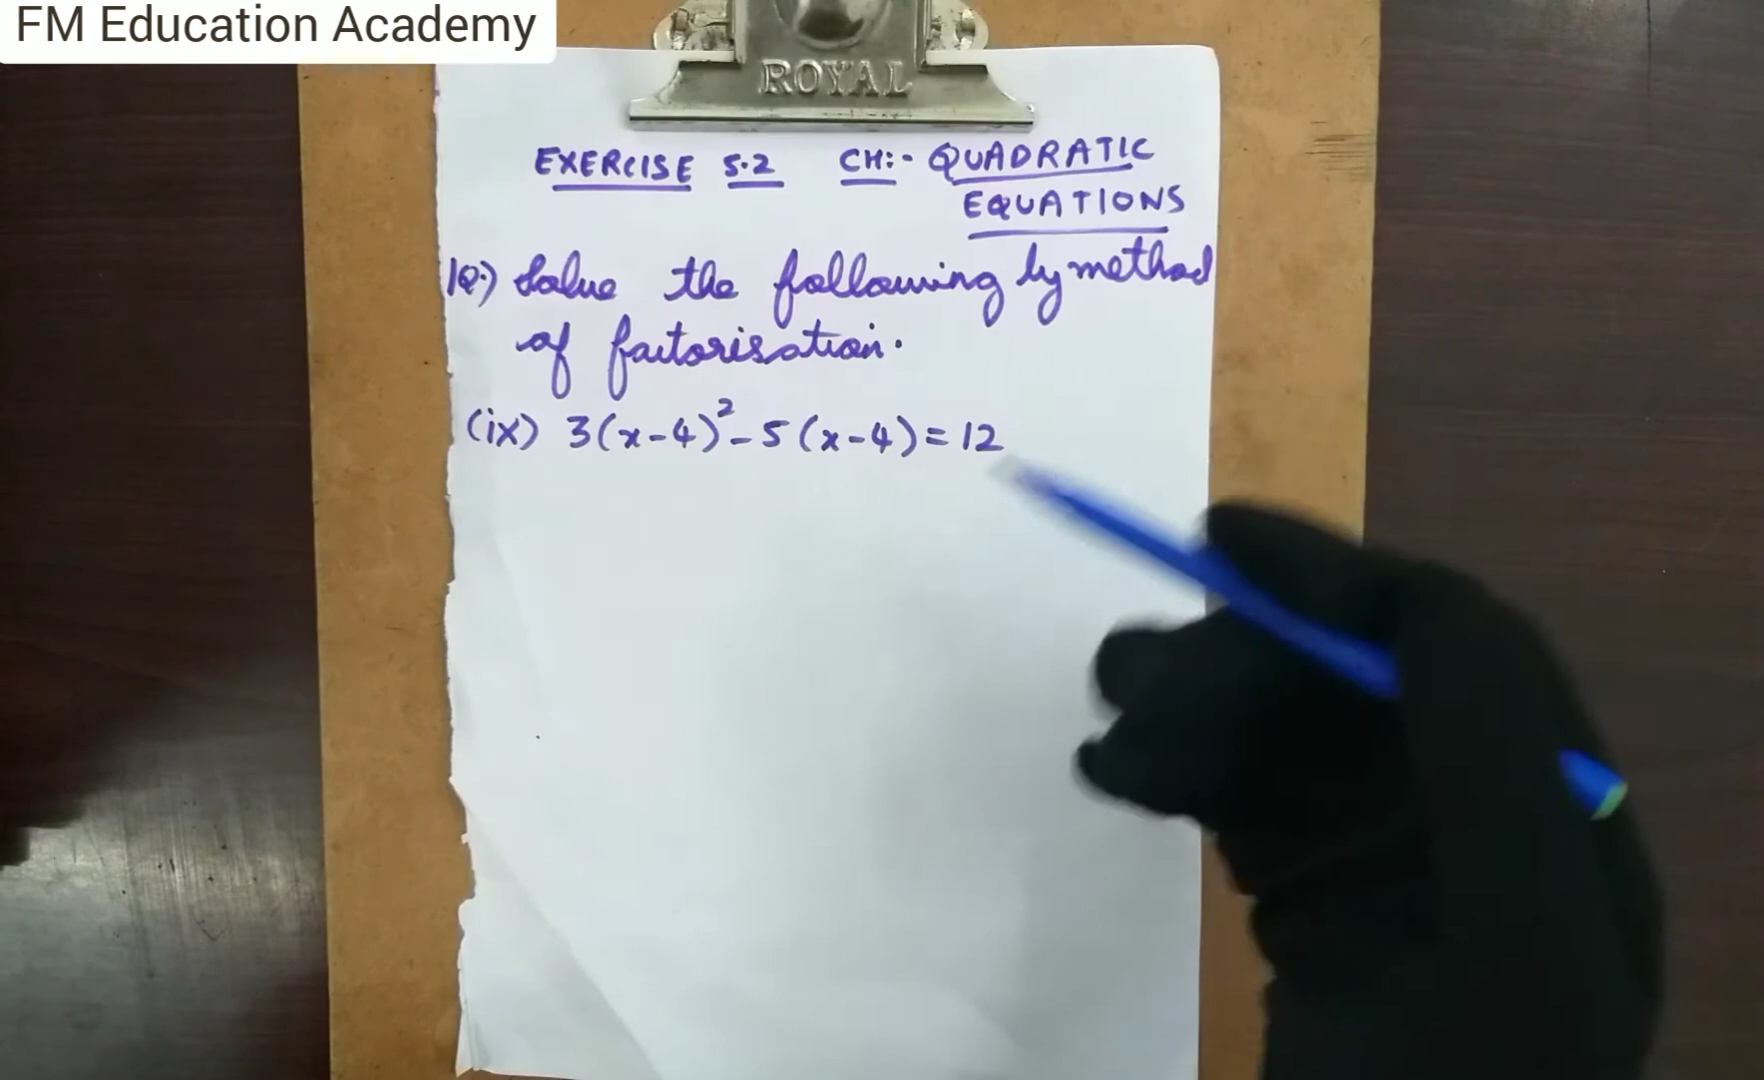 FM Education Academy
ROYAL
EXERCISE 5.2 CH:- QUADRATIC
EQUATIONS
1Q.) Solve the following by method
of factorisation.
(ix) 3(x-4)²-5(x-4)=12